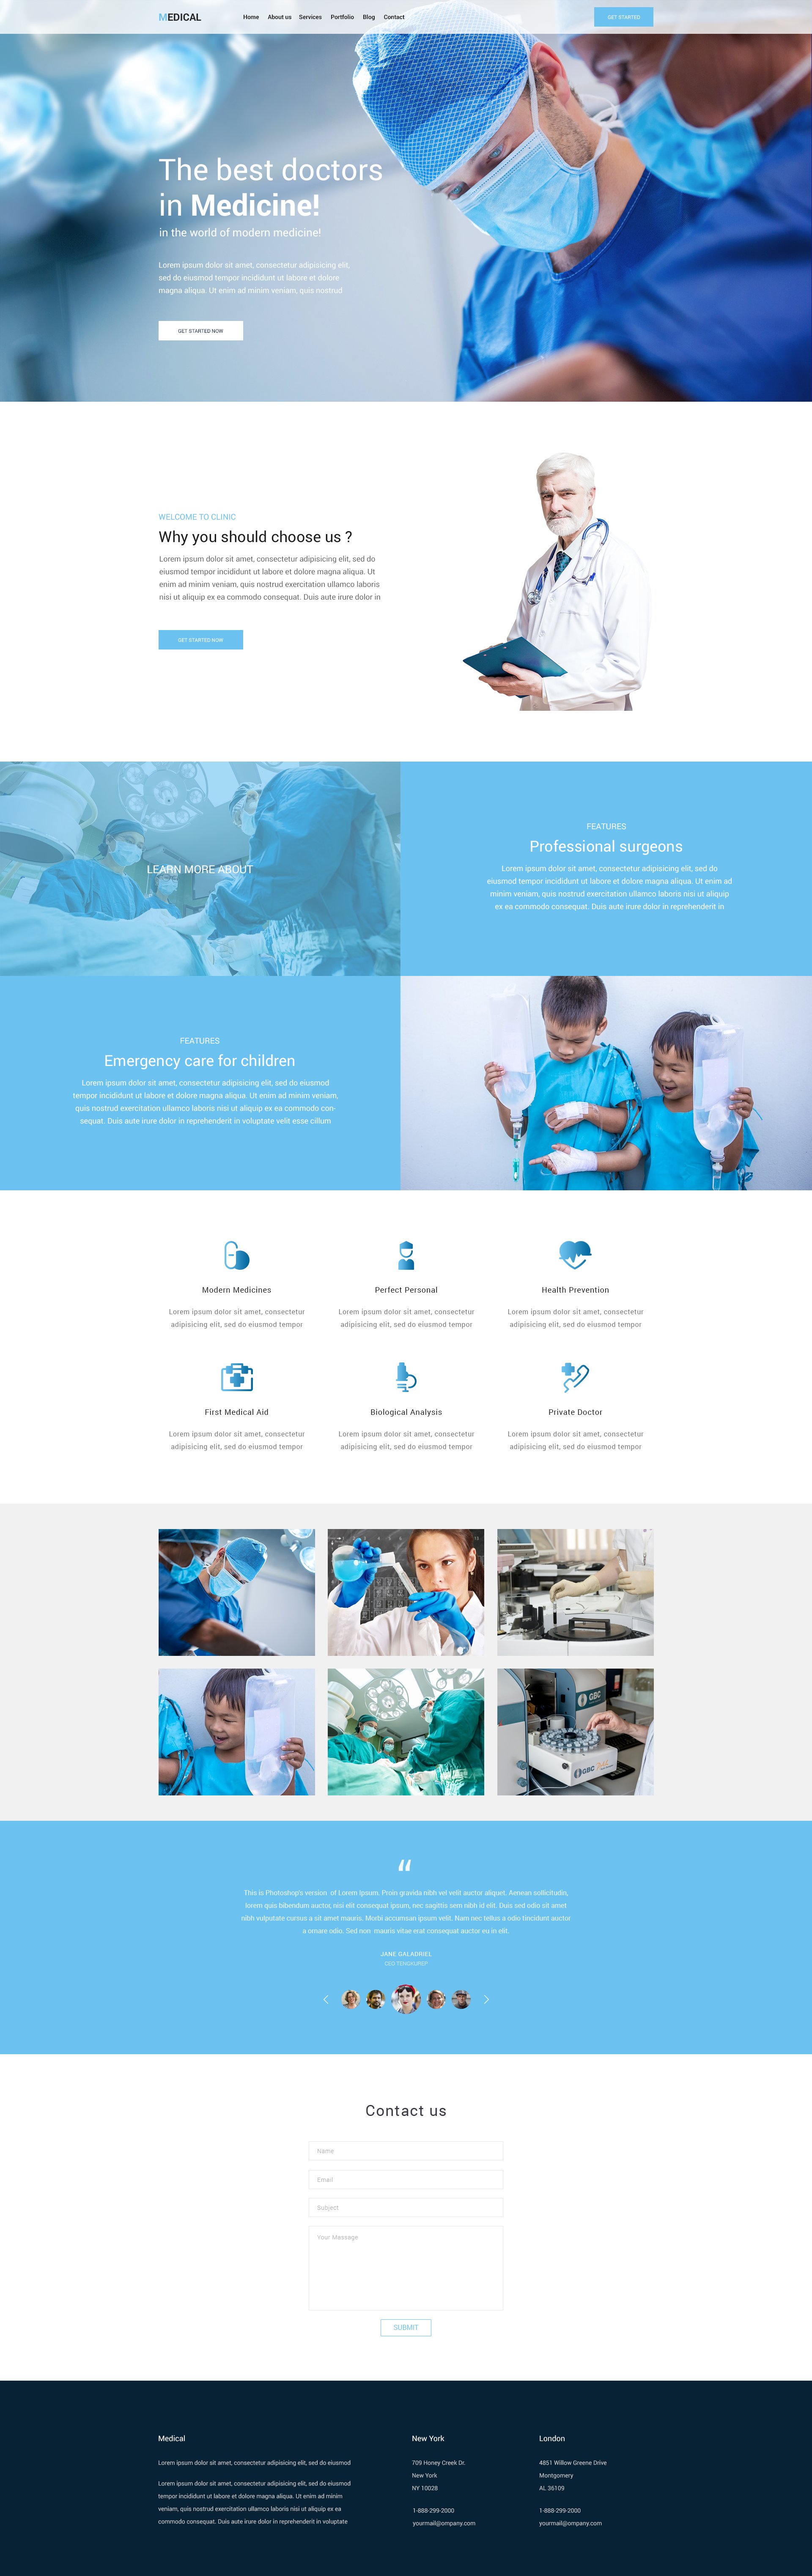 MEDICAL
Home About us Services Portfolio Blog Contact
GET STARTED
The best doctors
in Medicine!
in the world of modern medicine!
Lorem ipsum dolor sit amet, consectetur adipisicing elit,
sed do eiusmod tempor incididunt ut labore et dolore
magna aliqua. Ut enim ad minim veniam, quis nostrud
GET STARTED NOW
WELCOME TO CLINIC
Why you should choose us ?
Lorem ipsum dolor sit amet, consectetur adipisicing elit, sed do
eiusmod tempor incididunt ut labore et dolore magna aliqua. Ut
enim ad minim veniam, quis nostrud exercitation ullamco laboris
nisi ut aliquip ex ea commodo consequat. Duis aute irure dolor in
GET STARTED NOW
LEARN MORE ABOUT
FEATURES
Professional surgeons
Lorem ipsum dolor sit amet, consectetur adipisicing elit, sed do
eiusmod tempor incididunt ut labore et dolore magna aliqua. Ut enim ad
minim veniam, quis nostrud exercitation ullamco laboris nisi ut aliquip
ex ea commodo consequat. Duis aute irure dolor in reprehenderit in
FEATURES
Emergency care for children
Lorem ipsum dolor sit amet, consectetur adipisicing elit, sed do eiusmod
tempor incididunt ut labore et dolore magna aliqua. Ut enim ad minim veniam,
quis nostrud exercitation ullamco laboris nisi ut aliquip ex ea commodo con-
sequat. Duis aute irure dolor in reprehenderit in voluptate velit esse cillum
Modern Medicines
Lorem ipsum dolor sit amet, consectetur
adipisicing elit, sed do eiusmod tempor
Perfect Personal
Lorem ipsum dolor sit amet, consectetur
adipisicing elit, sed do eiusmod tempor
Health Prevention
Lorem ipsum dolor sit amet, consectetur
adipisicing elit, sed do eiusmod tempor
First Medical Aid
Lorem ipsum dolor sit amet, consectetur
adipisicing elit, sed do eiusmod tempor
Biological Analysis
Lorem ipsum dolor sit amet, consectetur
adipisicing elit, sed do eiusmod tempor
Private Doctor
Lorem ipsum dolor sit amet, consectetur
adipisicing elit, sed do eiusmod tempor
GBC
GBC
“
This is Photoshop's version of Lorem Ipsum. Proin gravida nibh vel velit auctor aliquet. Aenean sollicitudin,
lorem quis bibendum auctor, nisi elit consequat ipsum, nec sagittis sem nibh id elit. Duis sed odio sit amet
nibh vulputate cursus a sit amet mauris. Morbi accumsan ipsum velit. Nam nec tellus a odio tincidunt auctor
a ornare odio. Sed non mauris vitae erat consequat auctor eu in elit.
JANE GALADRIEL
CEO TENGKUREP
Contact us
Name
Email
Subject
Your Message
SUBMIT
Medical
Lorem ipsum dolor sit amet, consectetur adipisicing elit, sed do eiusmod
Lorem ipsum dolor sit amet, consectetur adipisicing elit, sed do eiusmod
tempor incididunt ut labore et dolore magna aliqua. Ut enim ad minim
veniam, quis nostrud exercitation ullamco laboris nisi ut aliquip ex ea
commodo consequat. Duis aute irure dolor in reprehenderit in voluptate
New York
709 Honey Creek Dr.
New York
NY 10028
1-888-299-2000
yourmail@ompany.com
London
4851 Willow Greene Drive
Montgomery
AL 36109
1-888-299-2000
yourmail@ompany.com